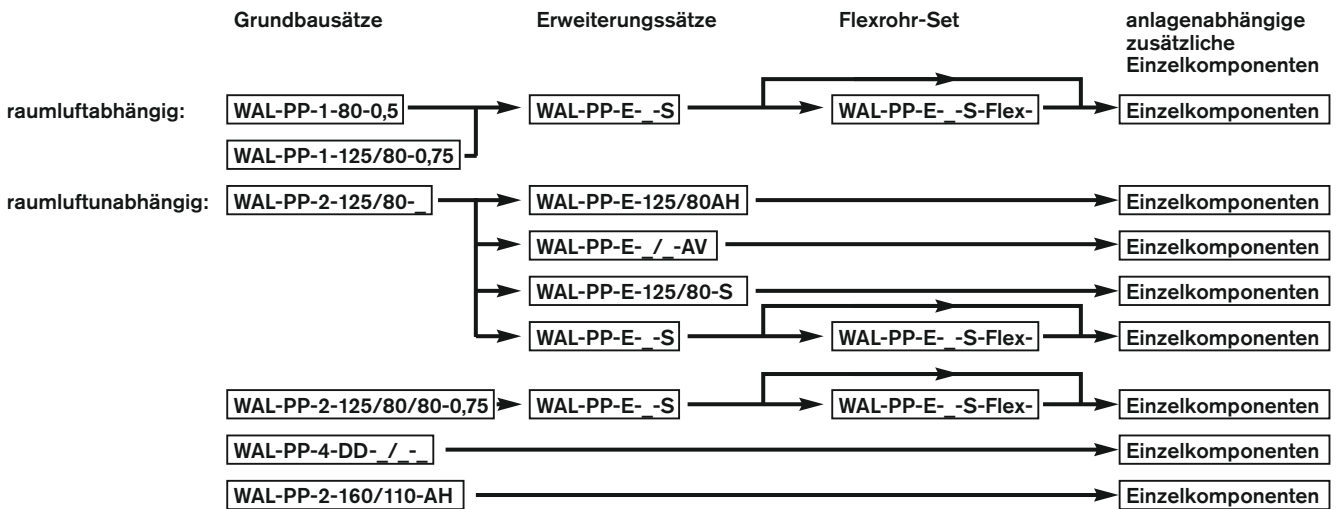 Grundbausätze Erweiterungssätze Flexrohr-Set anlagenabhängige
zusätzliche
Einzelkomponenten
raumluftabhängig: WAL-PP-1-80-0,5 WAL-PP-E-_-S WAL-PP-E-_-S-Flex- Einzelkomponenten
WAL-PP-1-125/80-0,75
raumluftunabhängig: WAL-PP-2-125/80-_ WAL-PP-E-125/80AH Einzelkomponenten
WAL-PP-E-_/_-AV Einzelkomponenten
WAL-PP-E-125/80-S Einzelkomponenten
WAL-PP-E-_-S WAL-PP-E-_-S-Flex- Einzelkomponenten
WAL-PP-2-125/80/80-0,75 WAL-PP-E-_-S WAL-PP-E-_-S-Flex- Einzelkomponenten
WAL-PP-4-DD-_/_-_ Einzelkomponenten
WAL-PP-2-160/110-AH Einzelkomponenten